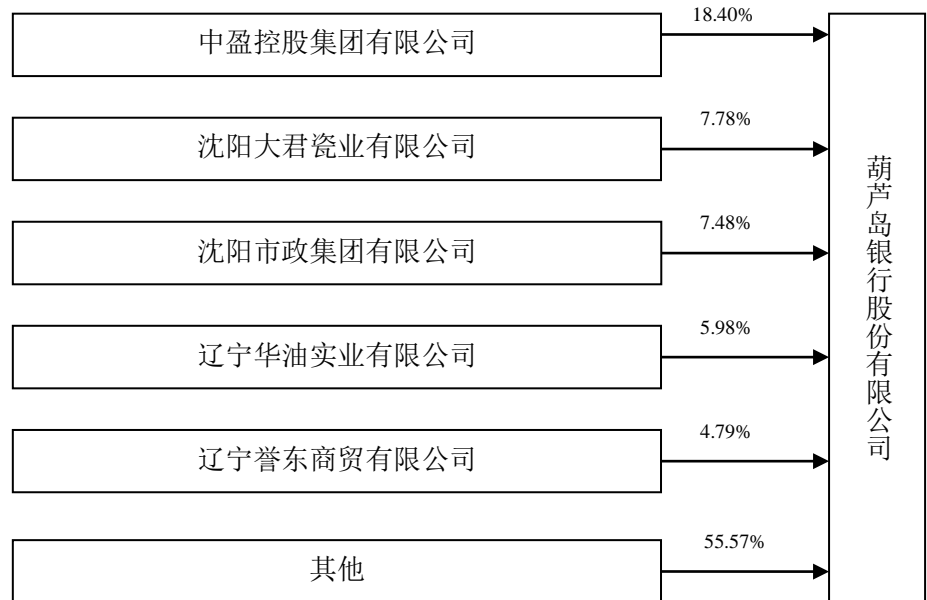 中盈控股集团有限公司
18.40%
沈阳大君瓷业有限公司
7.78%
沈阳市政集团有限公司
7.48%
辽宁华油实业有限公司
5.98%
辽宁誉东商贸有限公司
4.79%
其他
55.57%
葫芦岛银行股份有限公司